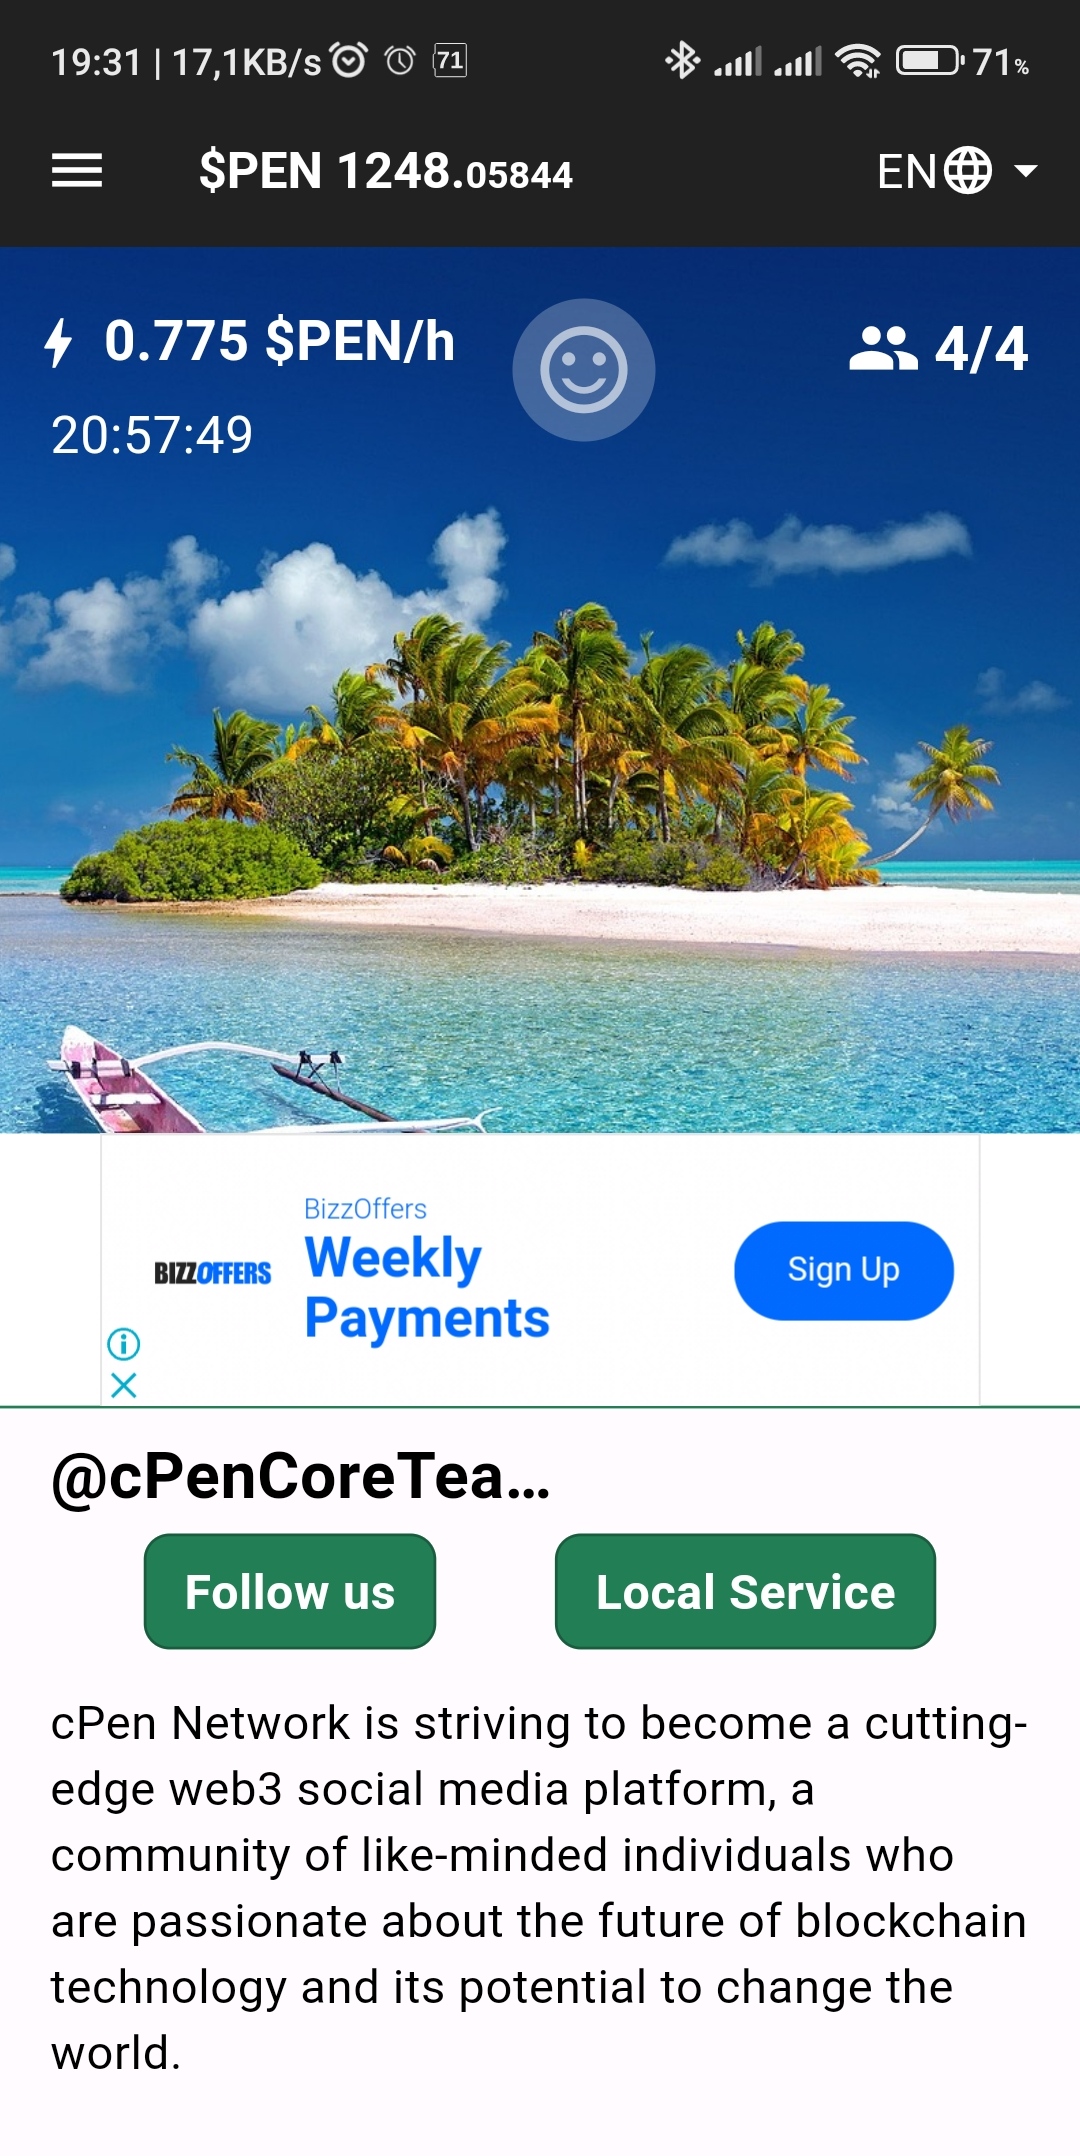 19:31 | 17,1KB/s 71 71%
$PEN 1248.05844 EN
0.775 $PEN/h 4/4
20:57:49
BizzOffers
BIZZOFFERS Weekly
Payments
Sign Up
@cPenCoreTea...
Follow us Local Service
cPen Network is striving to become a cutting-
edge web3 social media platform, a
community of like-minded individuals who
are passionate about the future of blockchain
technology and its potential to change the
world.